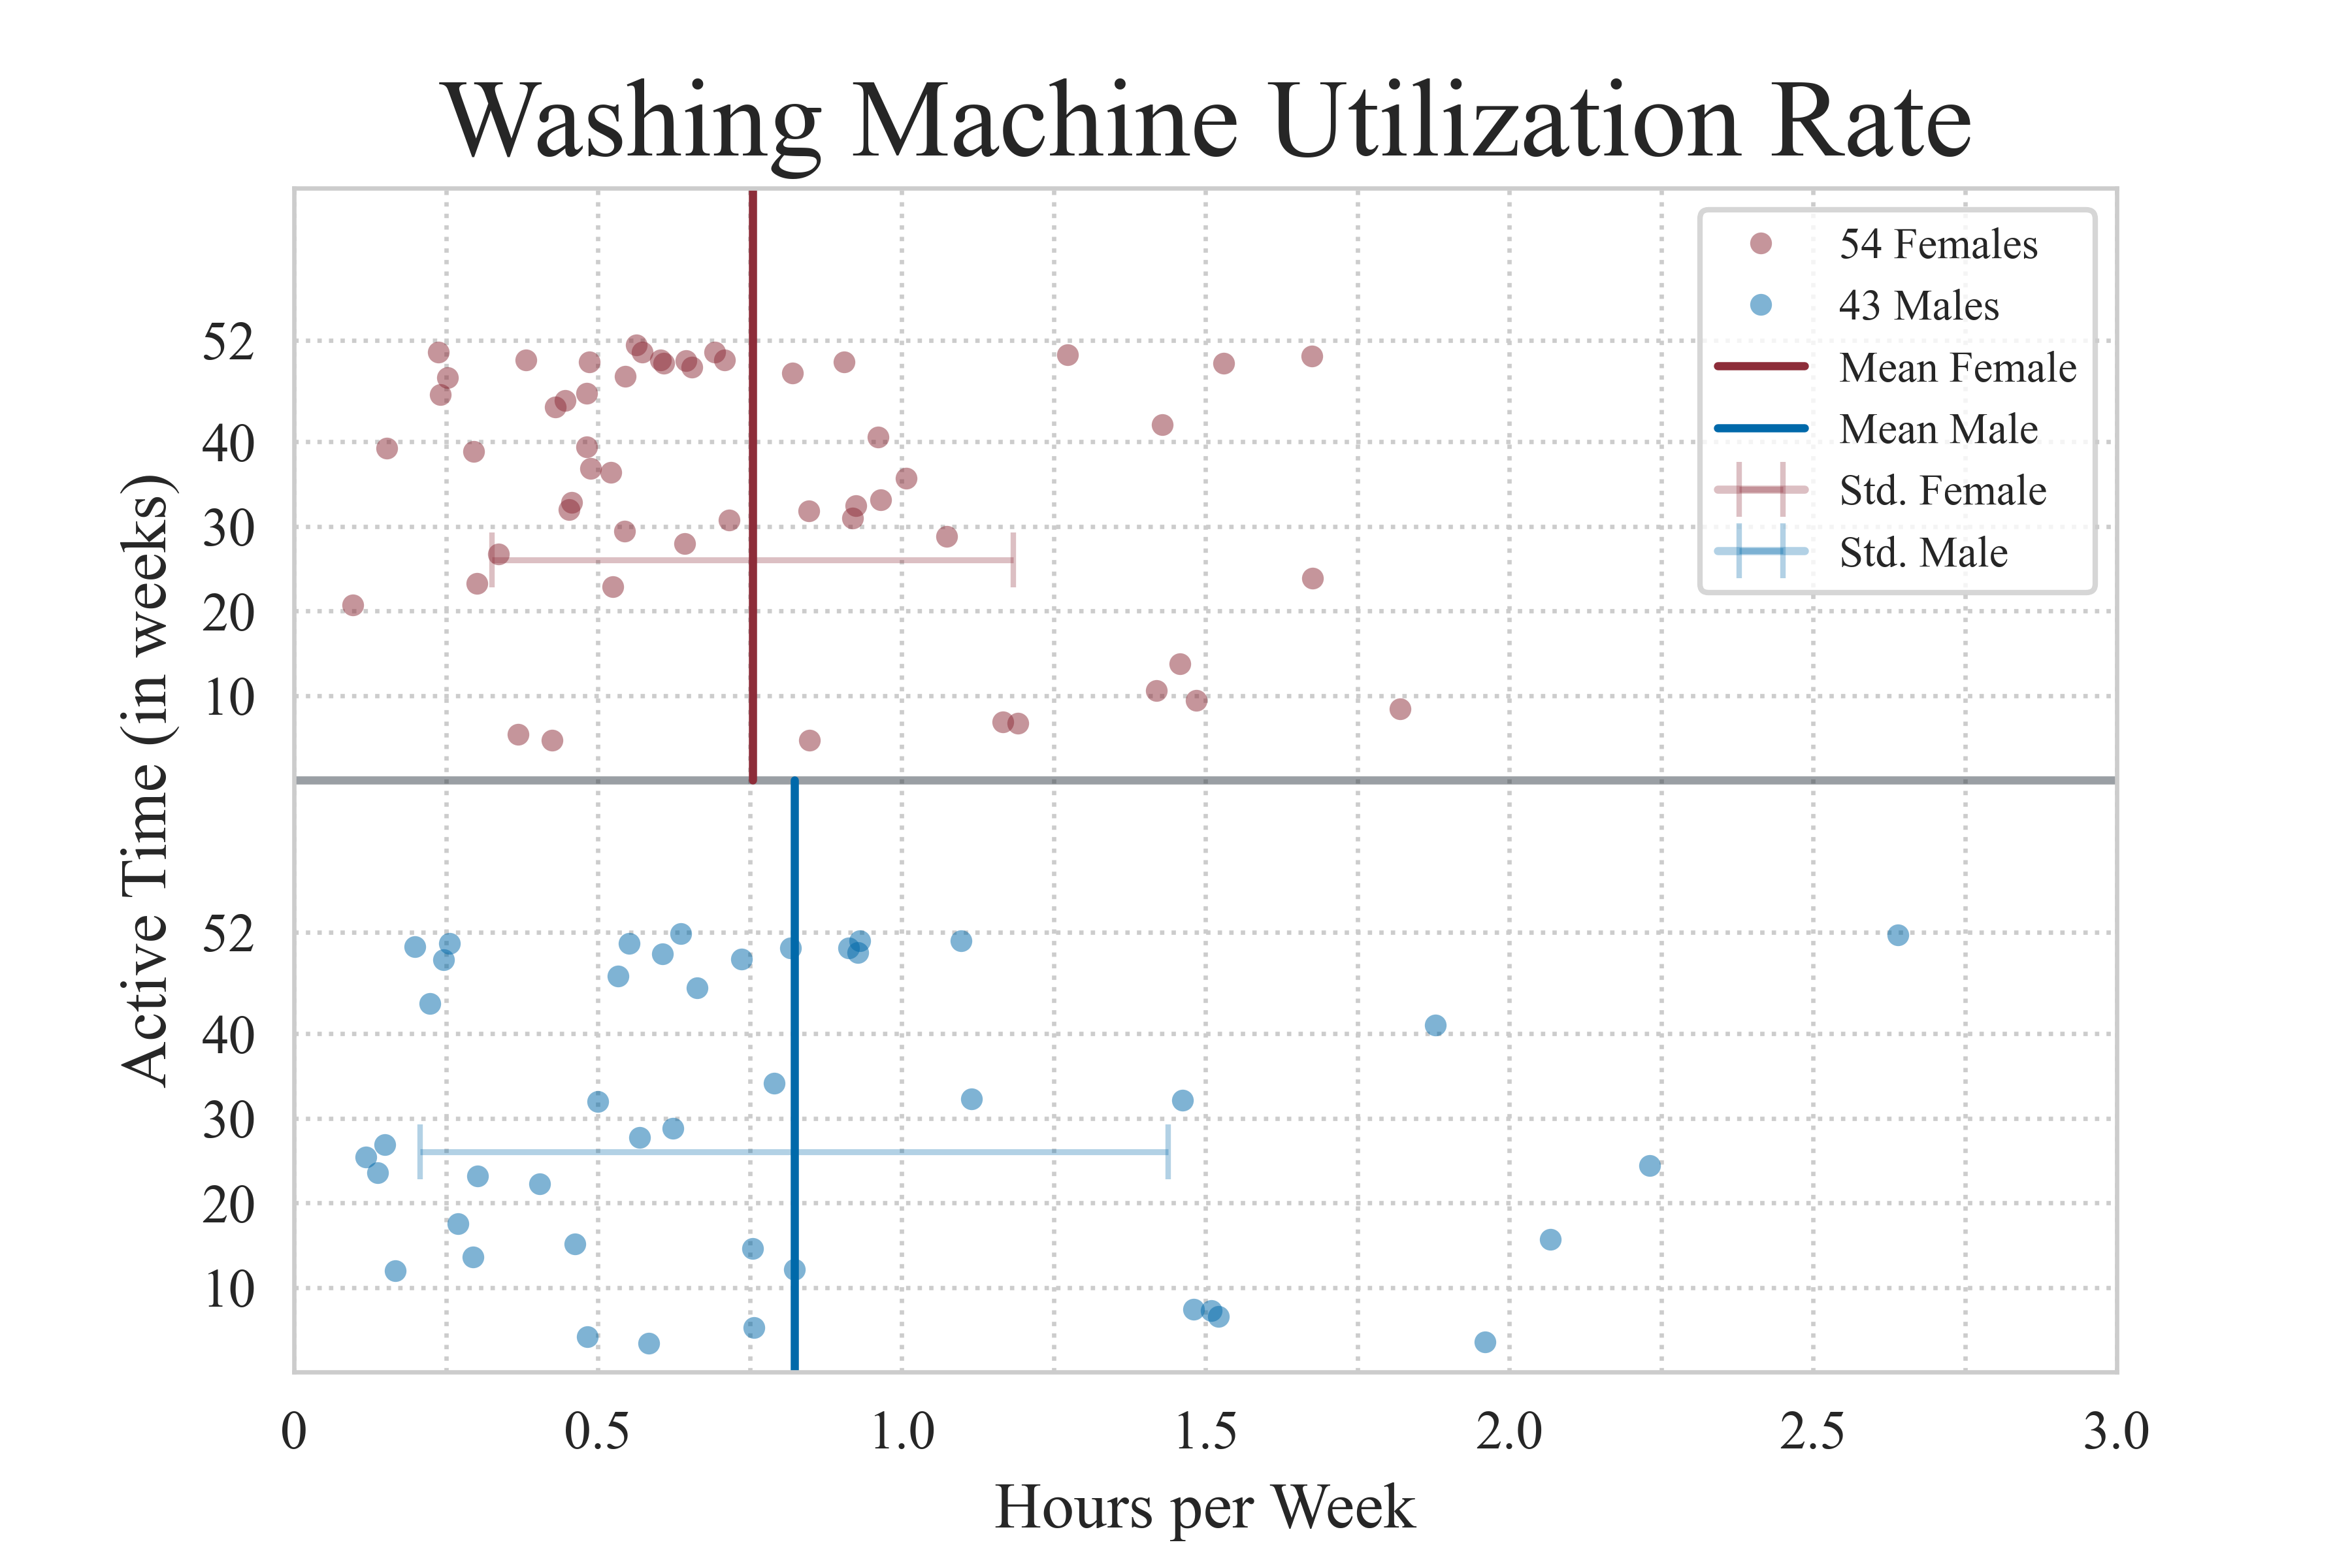 Washing Machine Utilization Rate
54 Females
43 Males
Mean Female
Mean Male
Std. Female
Std. Male
Active Time (in weeks)
52
40
30
20
10
52
40
30
20
10
0 0.5 1.0 1.5 2.0 2.5 3.0
Hours per Week